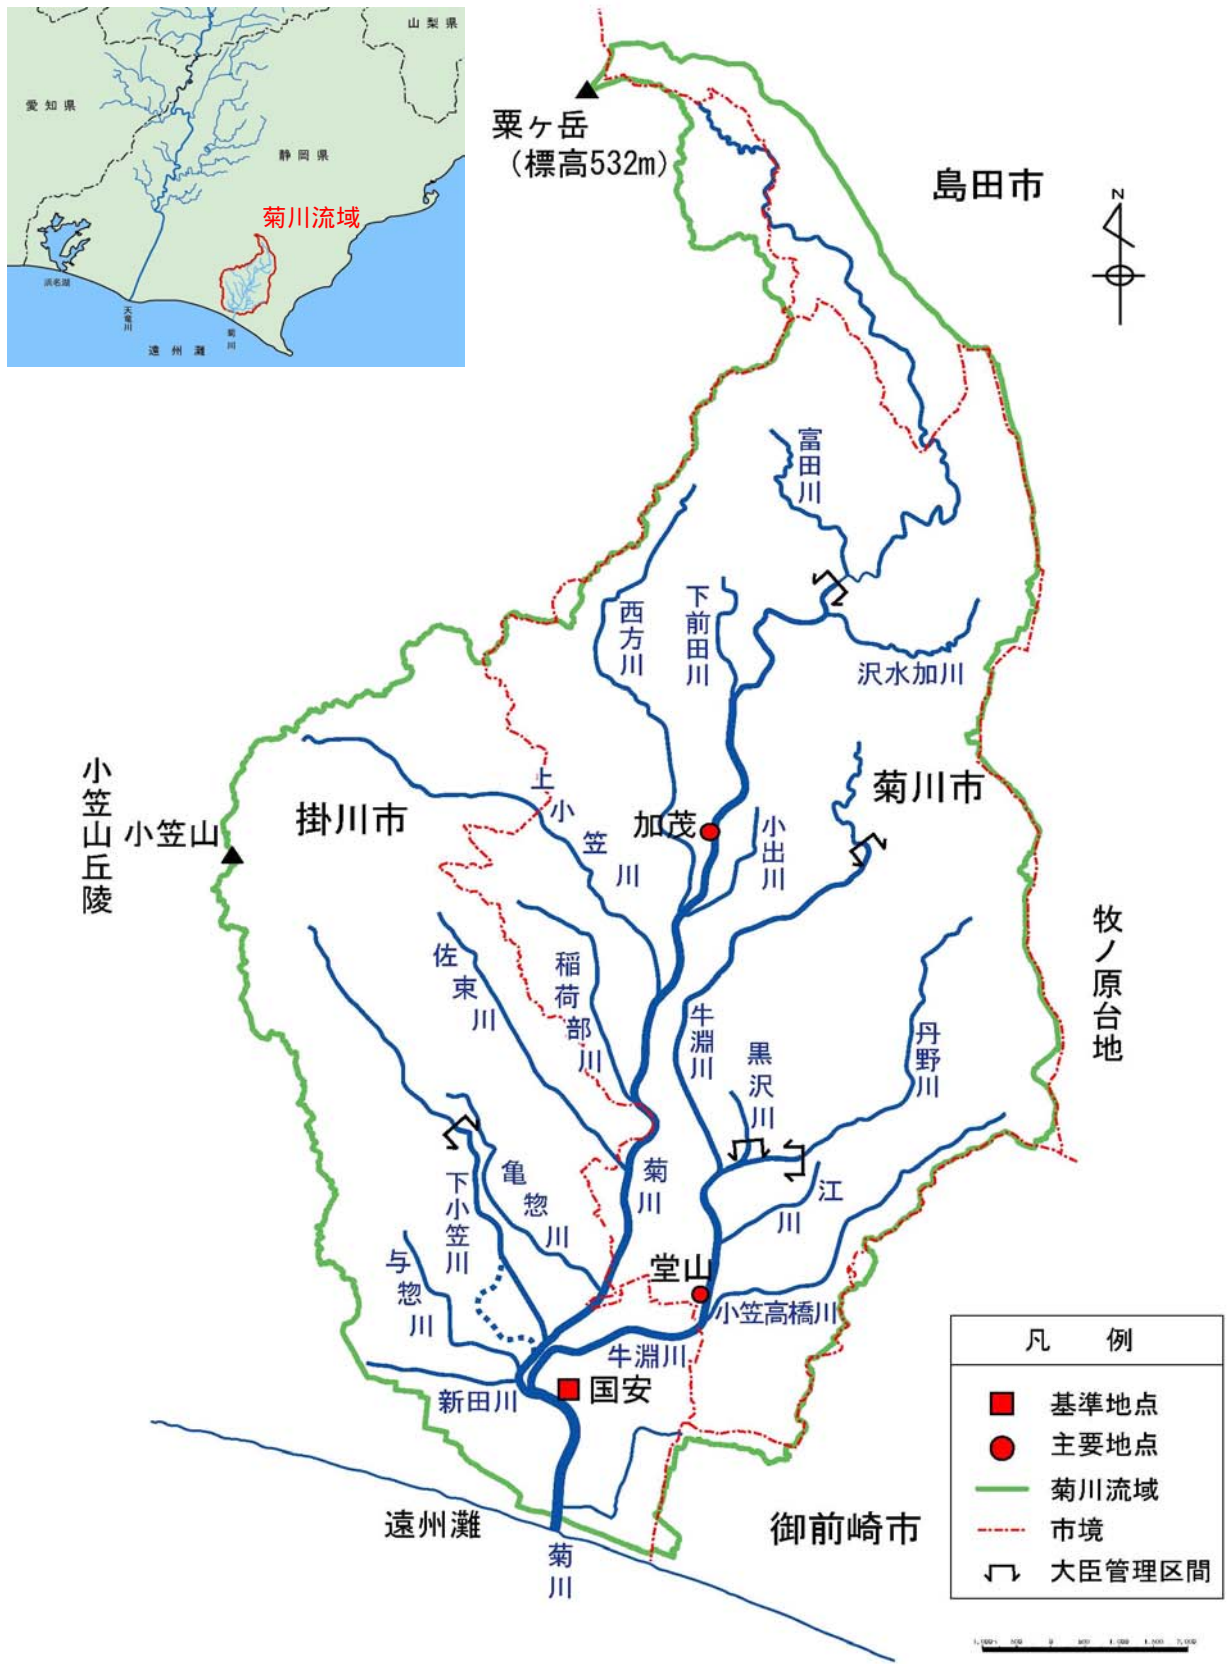 山梨県
愛知県
静岡県
菊川流域
浜名湖
天竜川
菊川
遠州灘
粟ヶ岳
（標高532m）
島田市
N
富田川
西方川
下前田川
沢水加川
菊川市
小笠山丘陵
小笠山
掛川市
上小笠川
加茂
小出川
牧ノ原台地
佐東川
稲荷部川
牛淵川
黒沢川
丹野川
菊川
江川
下小笠川
亀惣川
与惣川
堂山
小笠高橋川
牛淵川
国安
新田川
遠州灘
菊川
御前崎市
凡例
基準地点
主要地点
菊川流域
市境
大臣管理区間